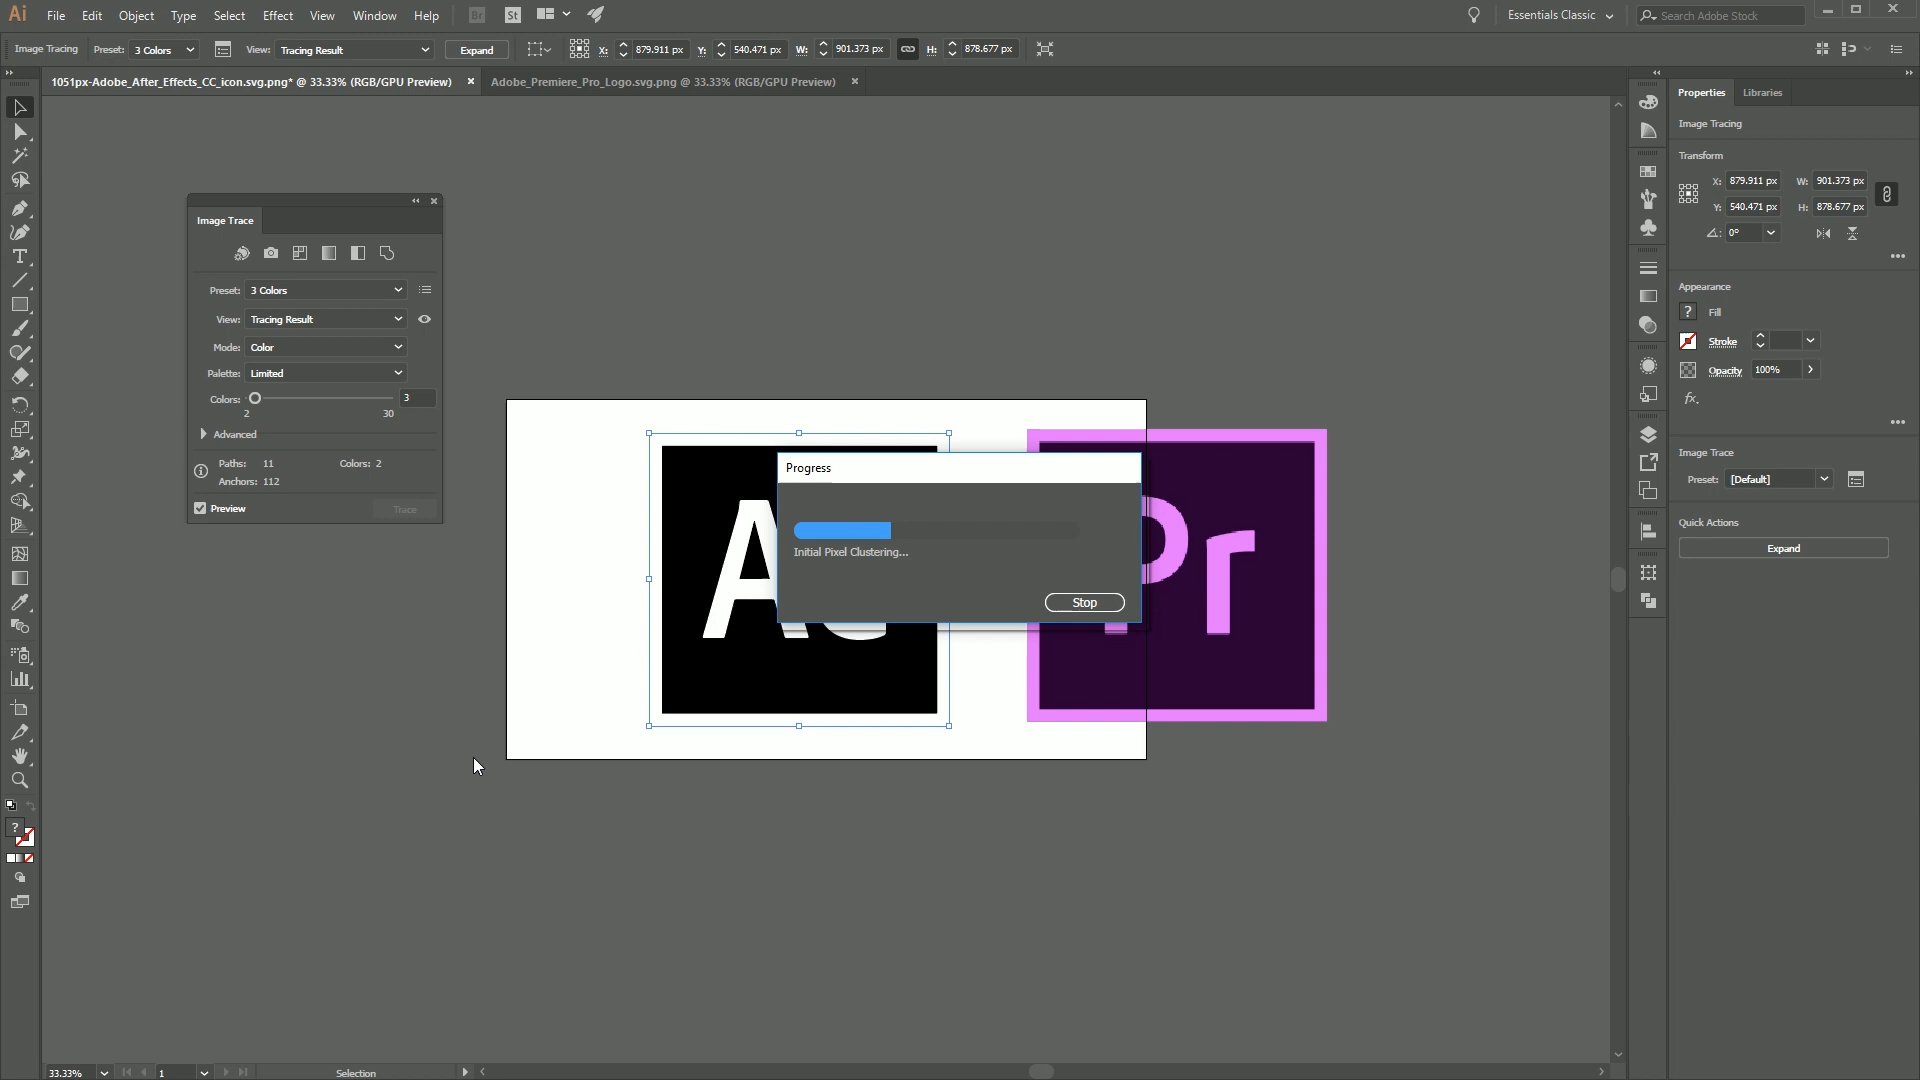 Ai File Edit Object Type Select Effect View Window Help Br St Essentials Classic Search Adobe Stock
Image Tracing Preset: 3 Colors View: Tracing Result Expand X: 879.911 px Y: 540.471 px W: 901.373 px H: 878.677 px
1051px-Adobe_After_Effects_CC_icon.svg.png* @ 33.33% (RGB/GPU Preview) Adobe_Premiere_Pro_Logo.svg.png @ 33.33% (RGB/GPU Preview)
Image Trace
Preset: 3 Colors
View: Tracing Result
Mode: Color
Palette: Limited
Colors: 3
2 30
Advanced
Paths: 11 Colors: 2
Anchors: 112
Preview Trace
Progress
Initial Pixel Clustering...
Stop
Pr
Properties Libraries
Image Tracing
Transform
X: 879.911 px W: 901.373 px
Y: 540.471 px H: 878.677 px
0°
Appearance
? Fill
Stroke
Opacity 100%
fx.
Image Trace
Preset: [Default]
Quick Actions
Expand
?
33.33% 1 Selection